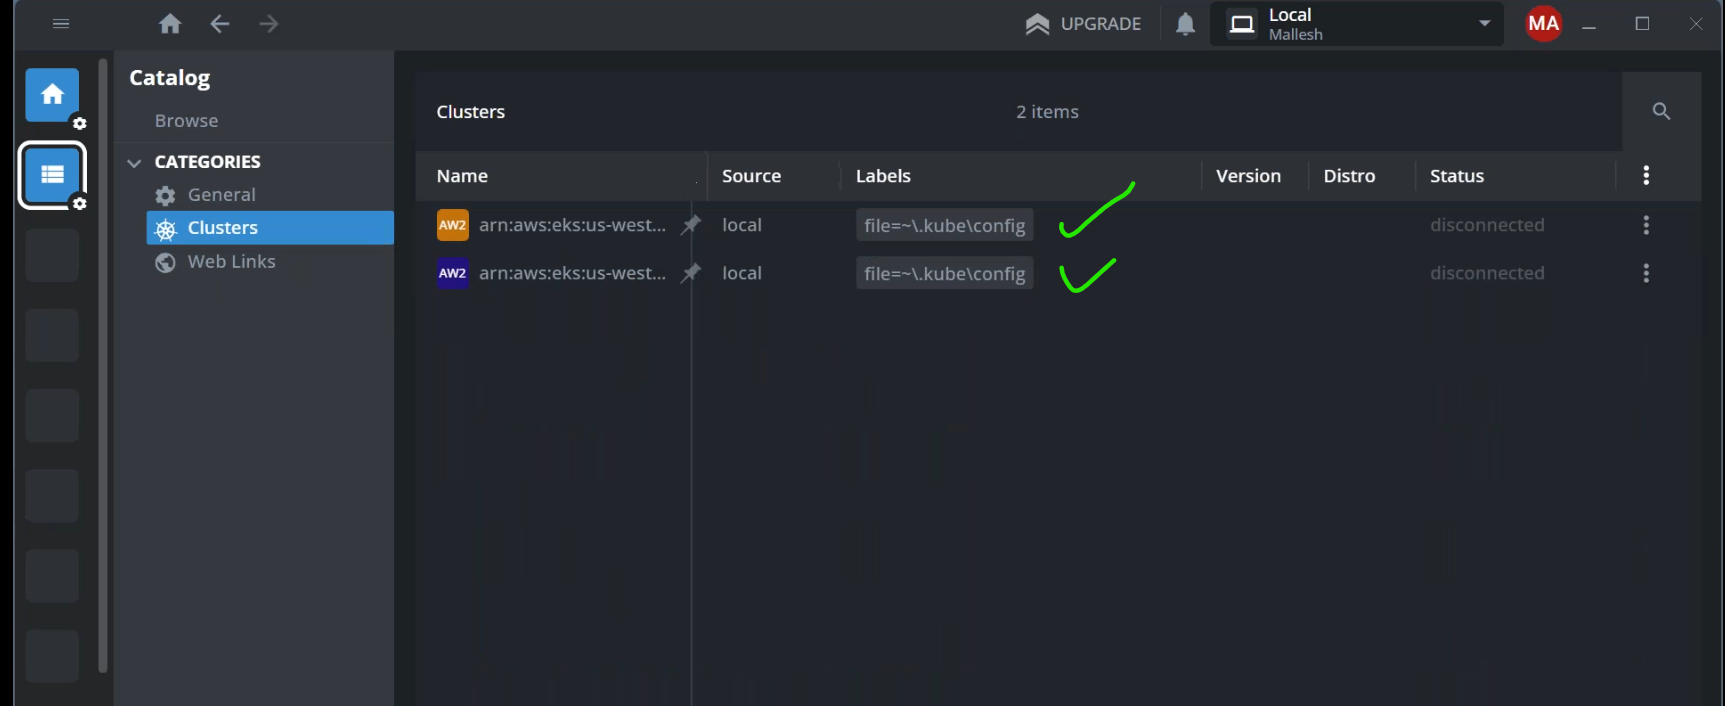 UPGRADE
Local
Mallesh
MA
Catalog
Browse
CATEGORIES
General
Clusters
Web Links
Clusters 2 items
Name Source Labels Version Distro Status
AW2 arn:aws:eks:us-west... local file=~\.kube\config disconnected
AW2 arn:aws:eks:us-west... local file=~\.kube\config disconnected